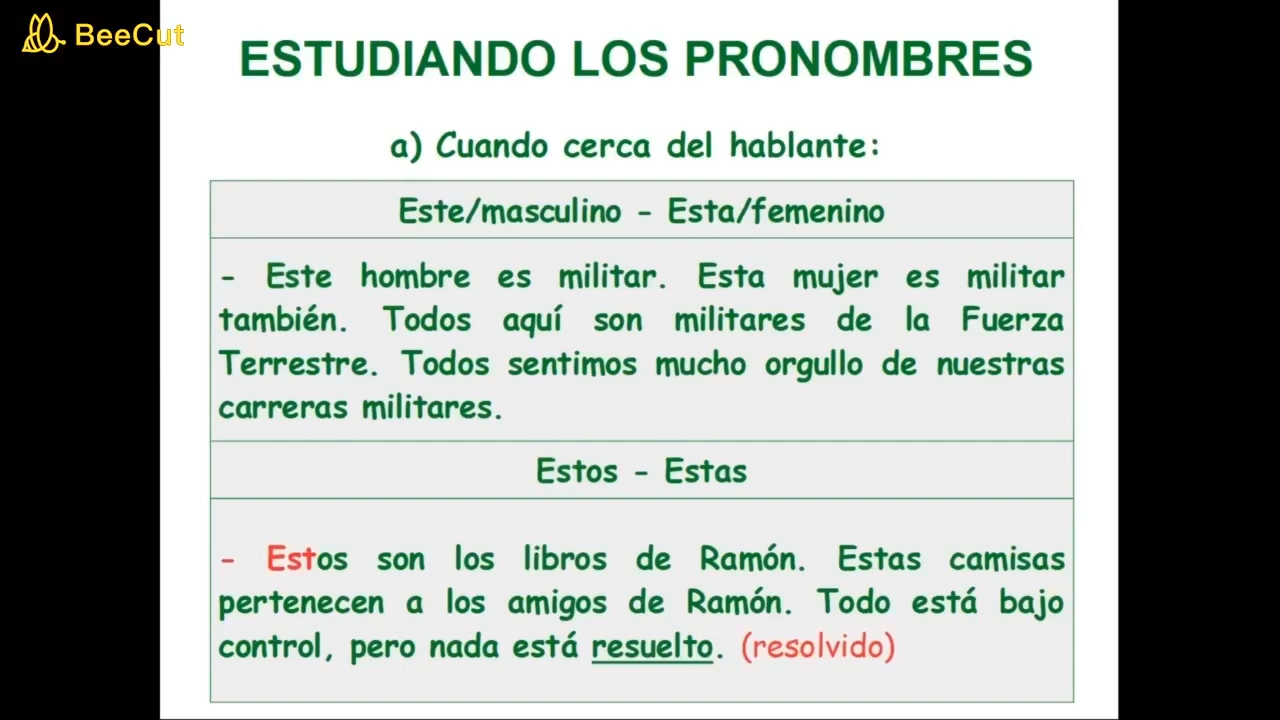 BeeCut
ESTUDIANDO LOS PRONOMBRES
a) Cuando cerca del hablante:
Este/masculino - Esta/femenino
- Este hombre es militar. Esta mujer es militar
también. Todos aquí son militares de la Fuerza
Terrestre. Todos sentimos mucho orgullo de nuestras
carreras militares.
Estos - Estas
- Estos son los libros de Ramón. Estas camisas
pertenecen a los amigos de Ramón. Todo está bajo
control, pero nada está resuelto. (resolvido)